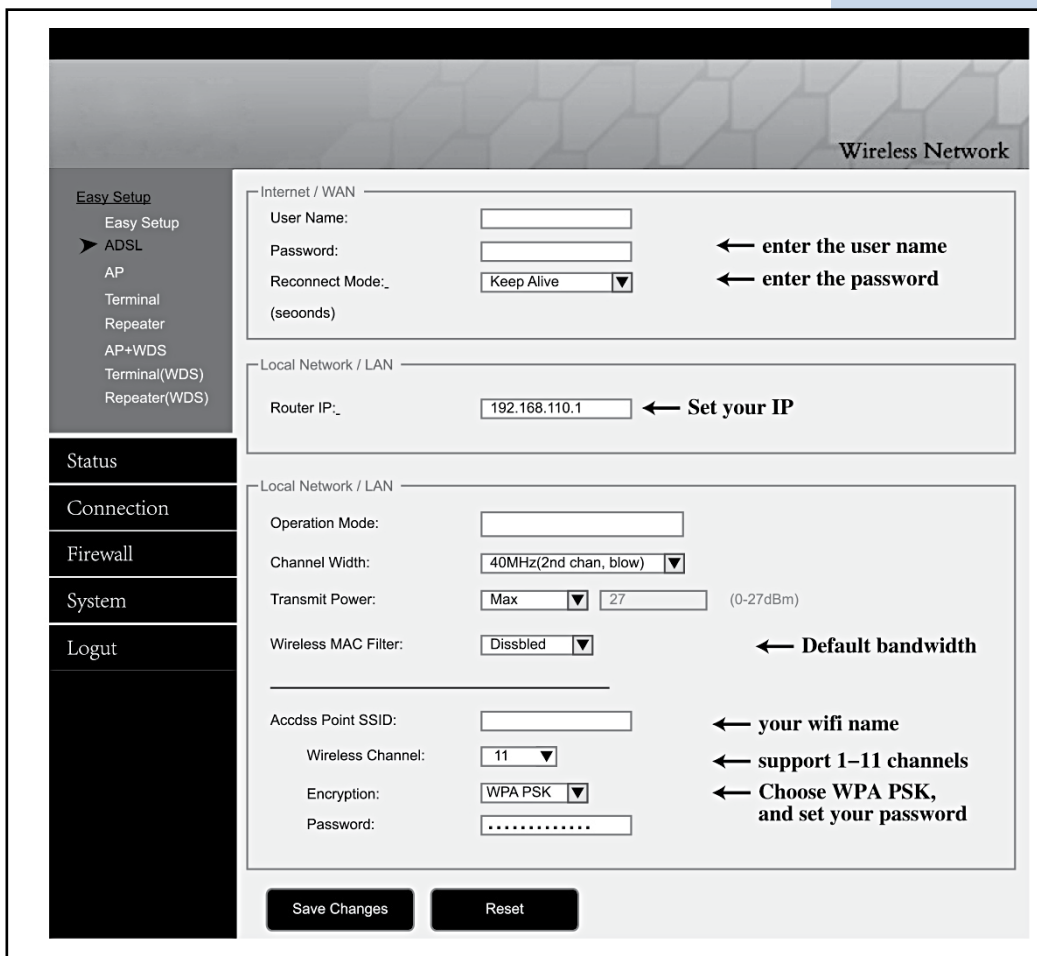 Wireless Network
Easy Setup
Easy Setup
ADSL
AP
Terminal
Repeater
AP+WDS
Terminal(WDS)
Repeater(WDS)
Status
Connection
Firewall
System
Logut
Internet / WAN
User Name:
Password: ← enter the user name
Reconnect Mode:_ Keep Alive ▼ ← enter the password
(seoonds)
Local Network / LAN
Router IP:_ 192.168.110.1 ← Set your IP
Local Network / LAN
Operation Mode:
Channel Width: 40MHz(2nd chan, blow) ▼
Transmit Power: Max ▼ 27 (0-27dBm)
Wireless MAC Filter: Dissbled ▼ ← Default bandwidth
Accdss Point SSID: ← your wifi name
Wireless Channel: 11 ▼ ← support 1–11 channels
Encryption: WPA PSK ▼ ← Choose WPA PSK,
and set your password
Password: .............
Save Changes Reset